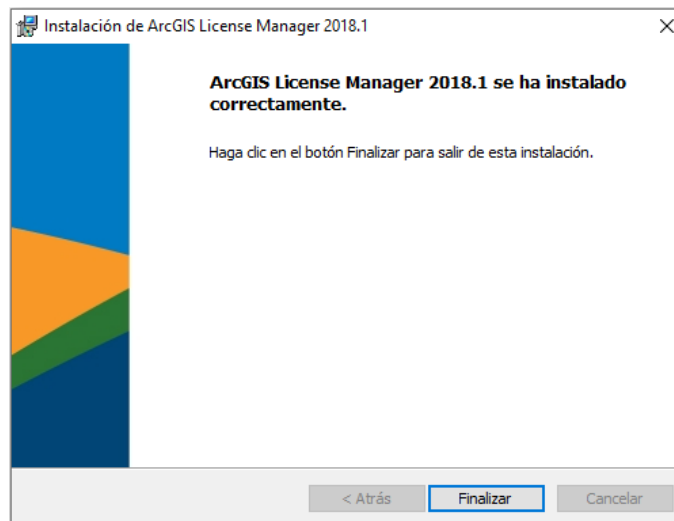 Instalación de ArcGIS License Manager 2018.1
ArcGIS License Manager 2018.1 se ha instalado
correctamente.
Haga clic en el botón Finalizar para salir de esta instalación.
< Atrás
Finalizar
Cancelar